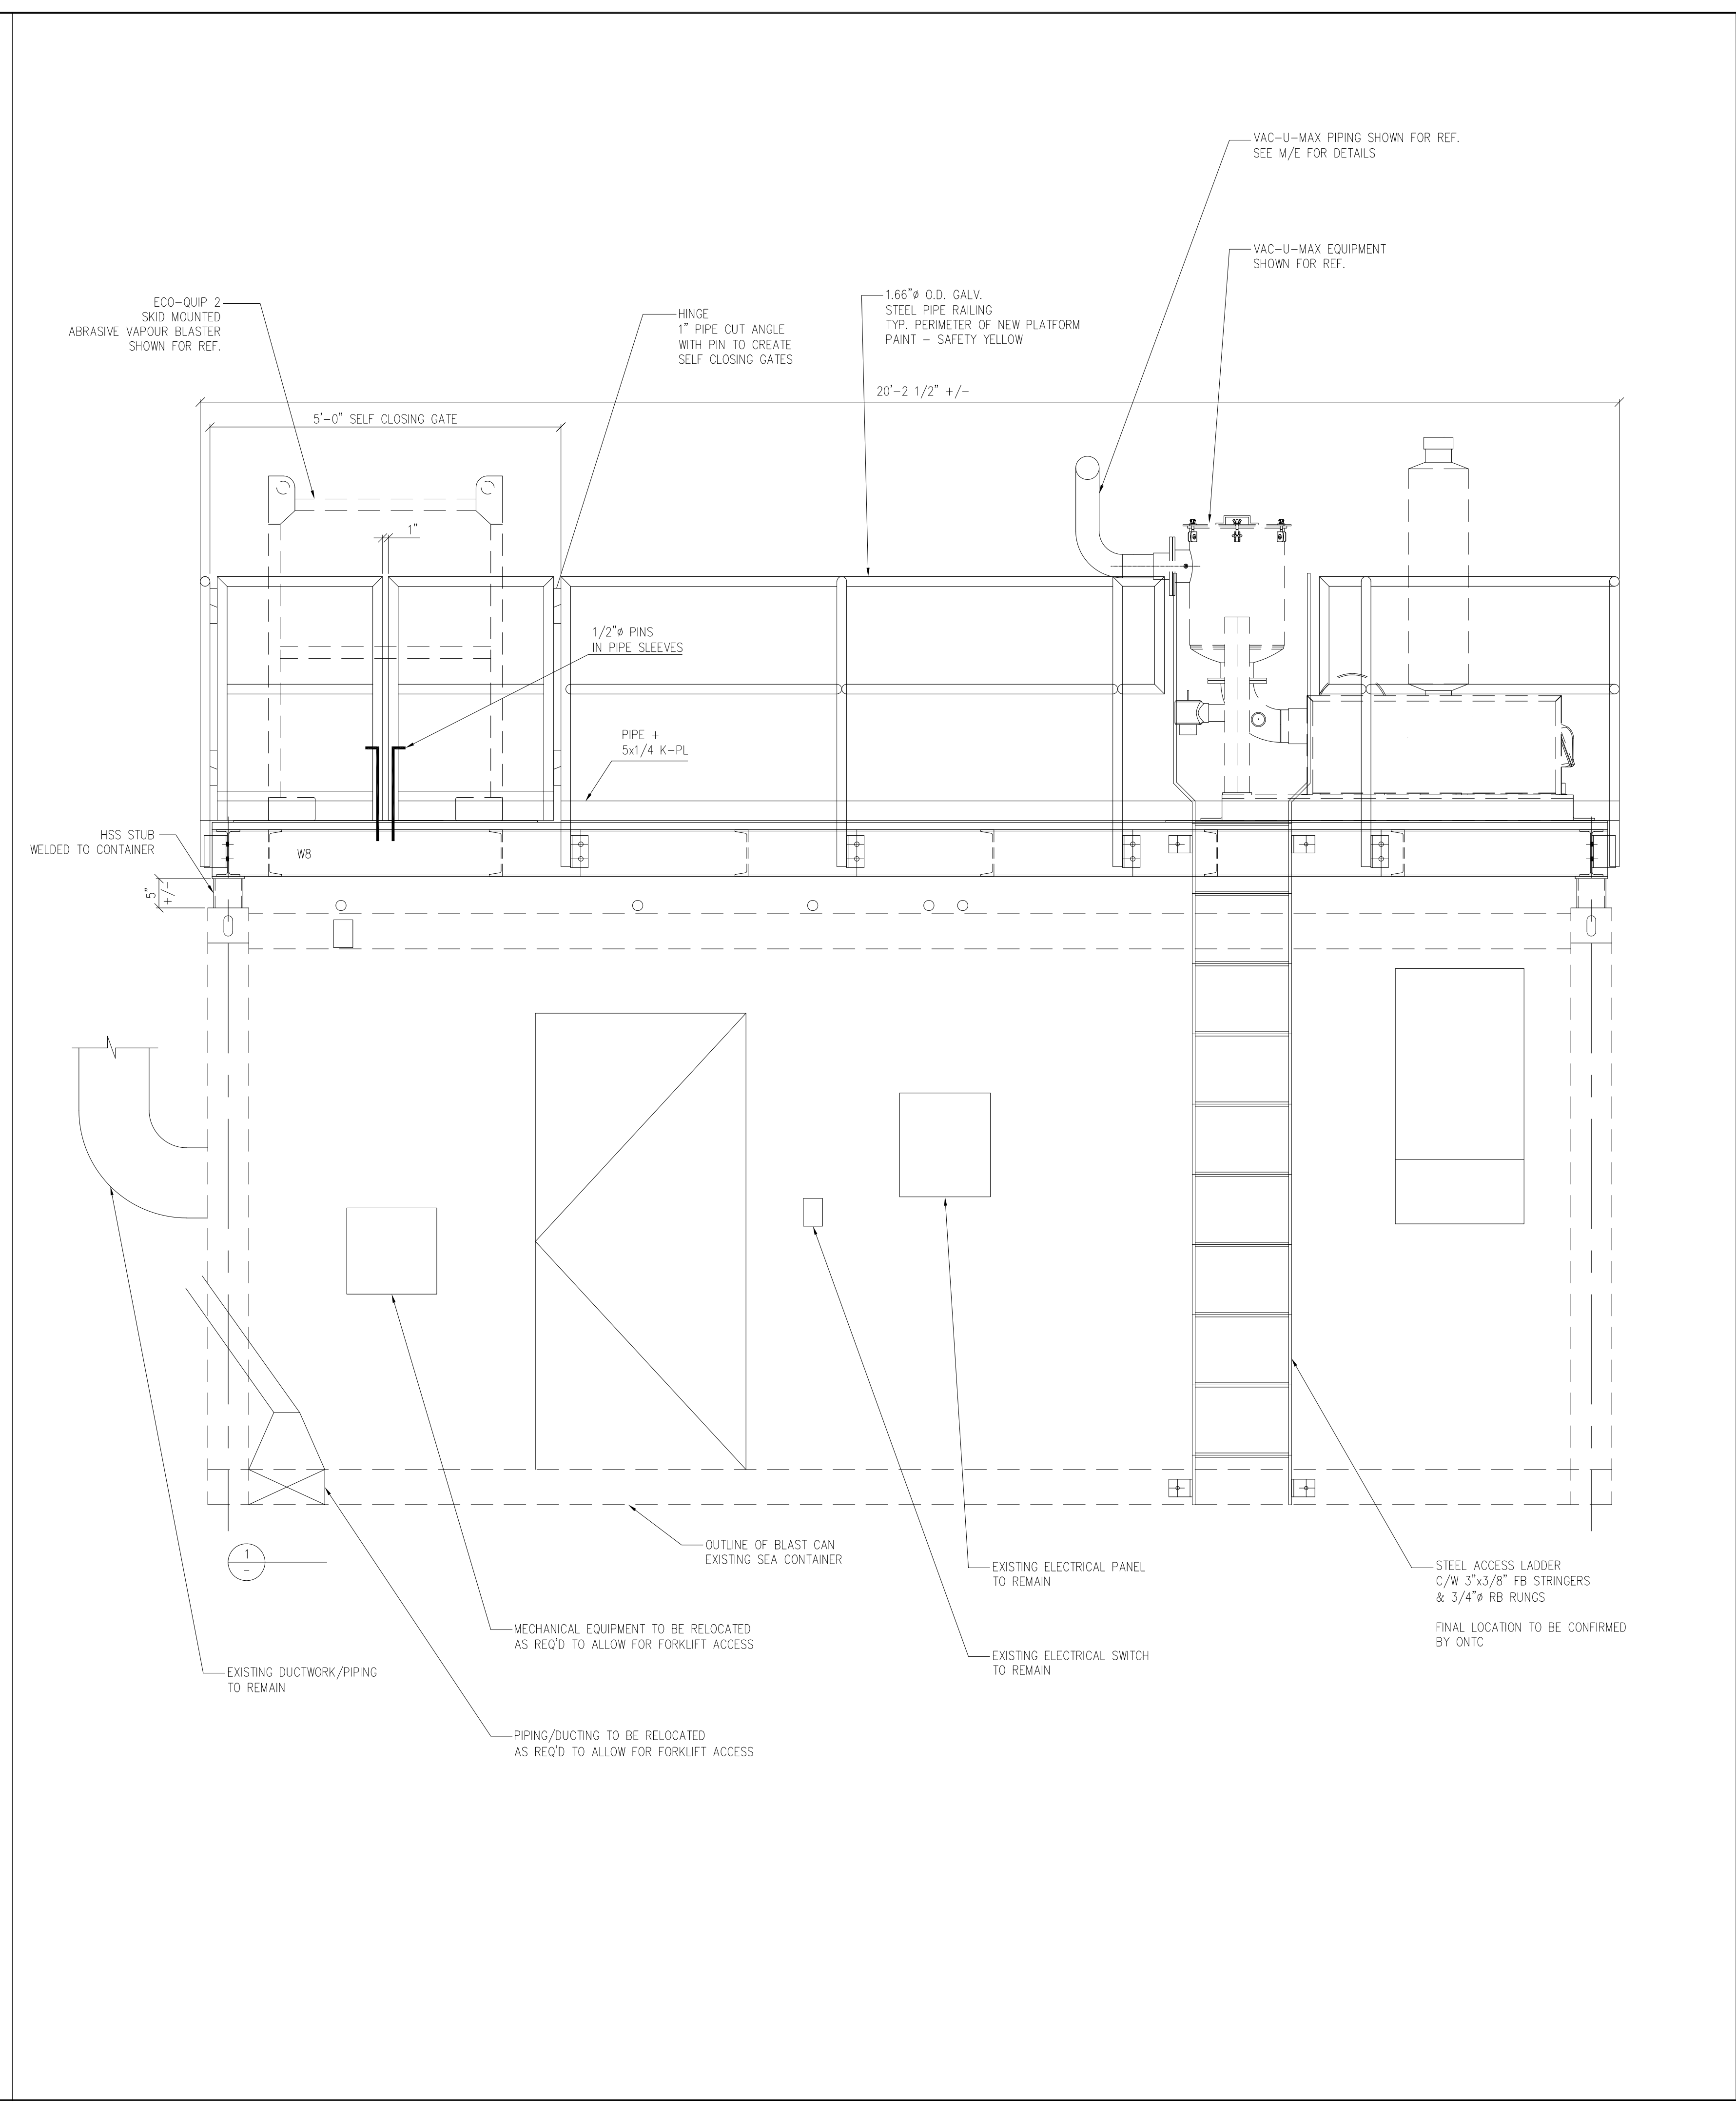 VAC-U-MAX PIPING SHOWN FOR REF.
SEE M/E FOR DETAILS
VAC-U-MAX EQUIPMENT
SHOWN FOR REF.
ECO-QUIP 2
SKID MOUNTED
ABRASIVE VAPOUR BLASTER
SHOWN FOR REF.
HINGE
1" PIPE CUT ANGLE
WITH PIN TO CREATE
SELF CLOSING GATES
1.66"ø O.D. GALV.
STEEL PIPE RAILING
TYP. PERIMETER OF NEW PLATFORM
PAINT - SAFETY YELLOW
20'-2 1/2" +/-
5'-0" SELF CLOSING GATE
1"
1/2"ø PINS
IN PIPE SLEEVES
PIPE +
5x1/4 K-PL
HSS STUB
WELDED TO CONTAINER
W8
5"
+/-
OUTLINE OF BLAST CAN
EXISTING SEA CONTAINER
1
-
EXISTING ELECTRICAL PANEL
TO REMAIN
STEEL ACCESS LADDER
C/W 3"x3/8" FB STRINGERS
& 3/4"ø RB RUNGS
FINAL LOCATION TO BE CONFIRMED
BY ONTC
MECHANICAL EQUIPMENT TO BE RELOCATED
AS REQ'D TO ALLOW FOR FORKLIFT ACCESS
EXISTING ELECTRICAL SWITCH
TO REMAIN
EXISTING DUCTWORK/PIPING
TO REMAIN
PIPING/DUCTING TO BE RELOCATED
AS REQ'D TO ALLOW FOR FORKLIFT ACCESS